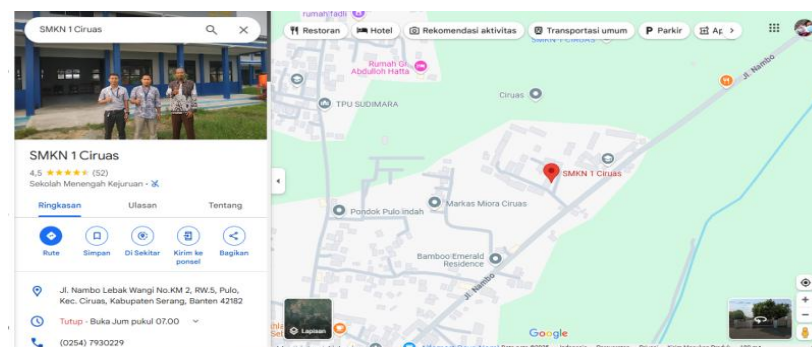 rumah fadli
SMKN 1 Ciruas
Restoran
Hotel
Rekomendasi aktivitas
Transportasi umum
P Parkir
SMKN 1 CIRUAS
Jl. Nambo
Abdulloh Hatta
TPU SUDIMARA
Ciruas
SMKN 1 Ciruas
Markas Miora Ciruas
Pondok Pulo Indah
Bamboo Emerald
Residence
Jl. Nambo
Lapisan
Google
SMKN 1 Ciruas
4,5 (52)
Sekolah Menengah Kejuruan
Ringkasan
Ulasan
Tentang
Rute
Simpan
Di Sekitar
Kirim ke
ponsel
Bagikan
Jl. Nambo Lebak Wangi No.KM 2, RW.5, Pulo,
Kec. Ciruas, Kabupaten Serang, Banten 42182
Tutup · Buka Jum pukul 07.00
(0254) 7930229